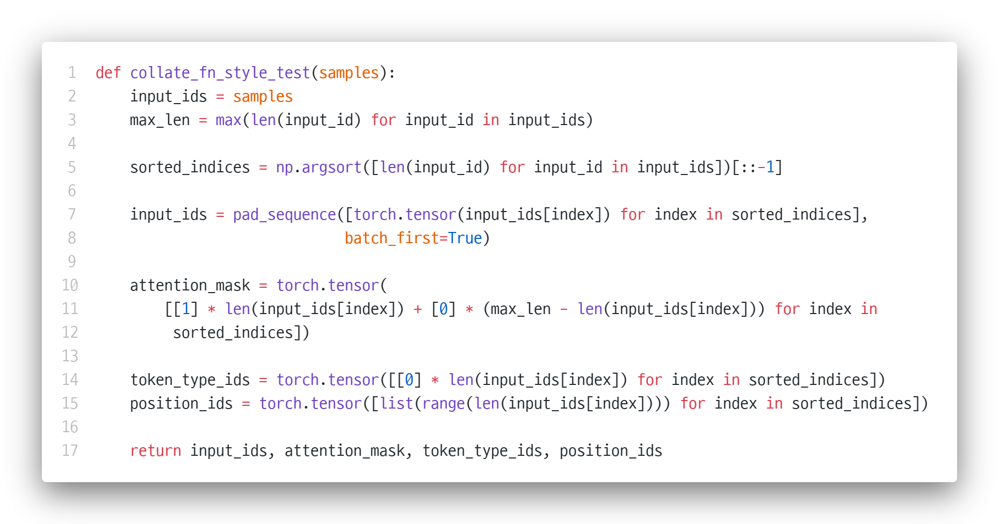 1 def collate_fn_style_test(samples):
2     input_ids = samples
3     max_len = max(len(input_id) for input_id in input_ids)
4
5     sorted_indices = np.argsort([len(input_id) for input_id in input_ids])[::-1]
6
7     input_ids = pad_sequence([torch.tensor(input_ids[index]) for index in sorted_indices],
8                              batch_first=True)
9
10     attention_mask = torch.tensor(
11         [[1] * len(input_ids[index]) + [0] * (max_len - len(input_ids[index])) for index in
12          sorted_indices])
13
14     token_type_ids = torch.tensor([[0] * len(input_ids[index]) for index in sorted_indices])
15     position_ids = torch.tensor([list(range(len(input_ids[index]))) for index in sorted_indices])
16
17     return input_ids, attention_mask, token_type_ids, position_ids